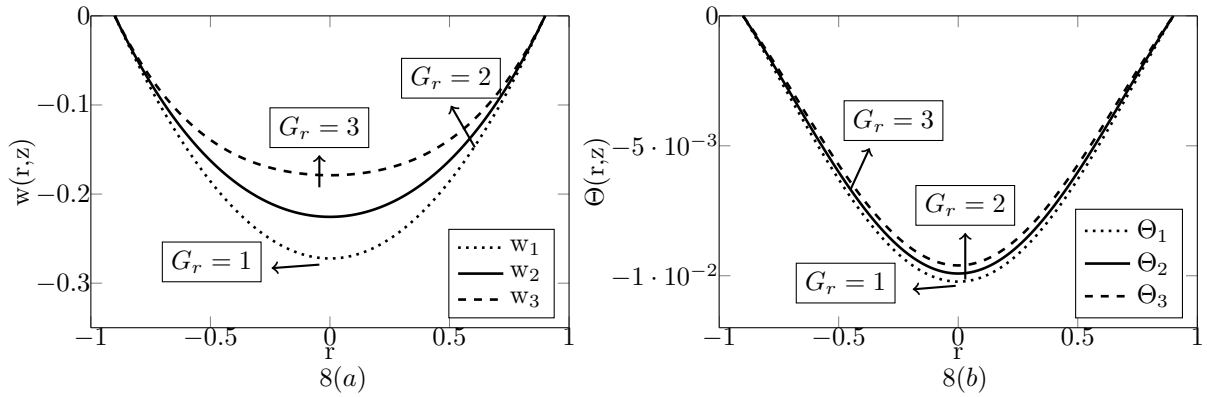 0
−0.1
−0.2
−0.3
w(r,z)
G_r = 2
G_r = 3
G_r = 1
w_1
w_2
w_3
−1 −0.5 0 0.5 1
r
8(a)
0
−5 · 10^{−3}
−1 · 10^{−2}
Θ(r,z)
G_r = 3
G_r = 2
G_r = 1
Θ_1
Θ_2
Θ_3
−1 −0.5 0 0.5 1
r
8(b)